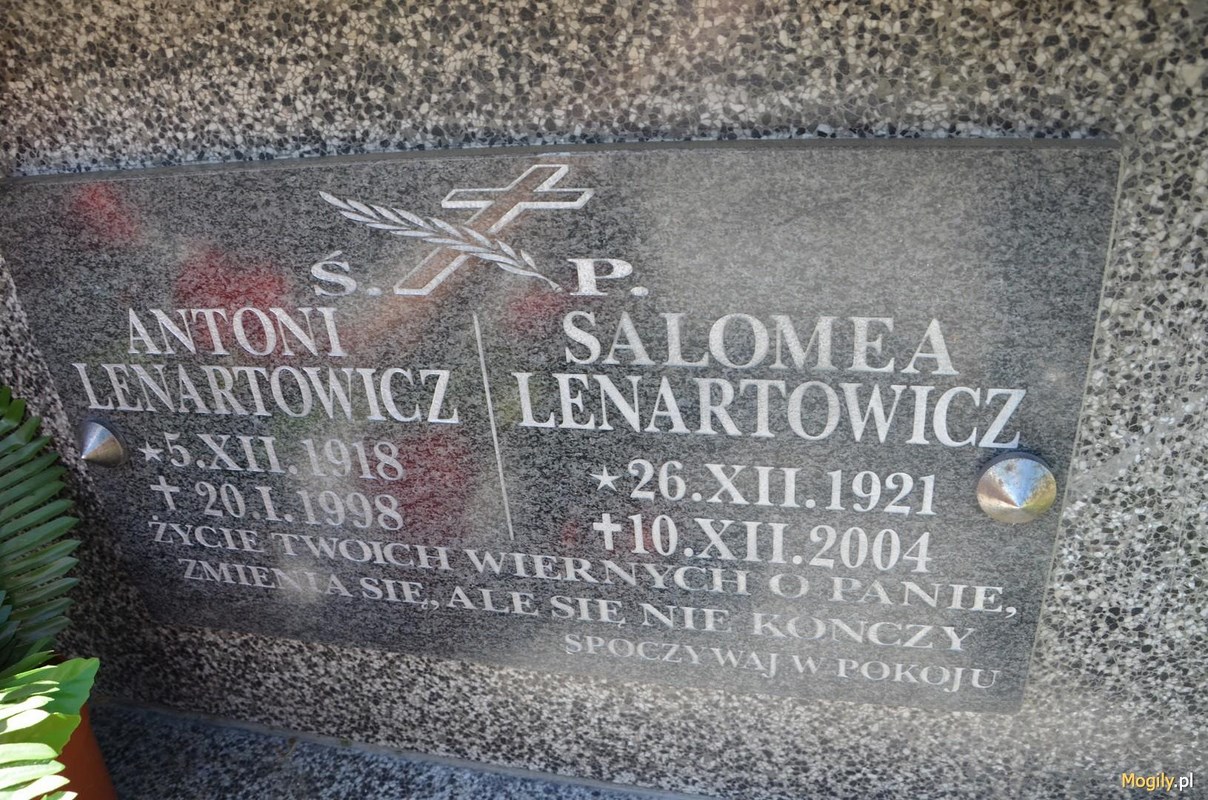 Ś. P.
ANTONI
LENARTOWICZ
★5.XII.1918
✝ 20.I.1998
SALOMEA
LENARTOWICZ
★26.XII.1921
✝10.XII.2004
ŻYCIE TWOICH WIERNYCH O PANIE,
ZMIENIA SIĘ, ALE SIĘ NIE KOŃCZY
SPOCZYWAJ W POKOJU
Mogily.pl